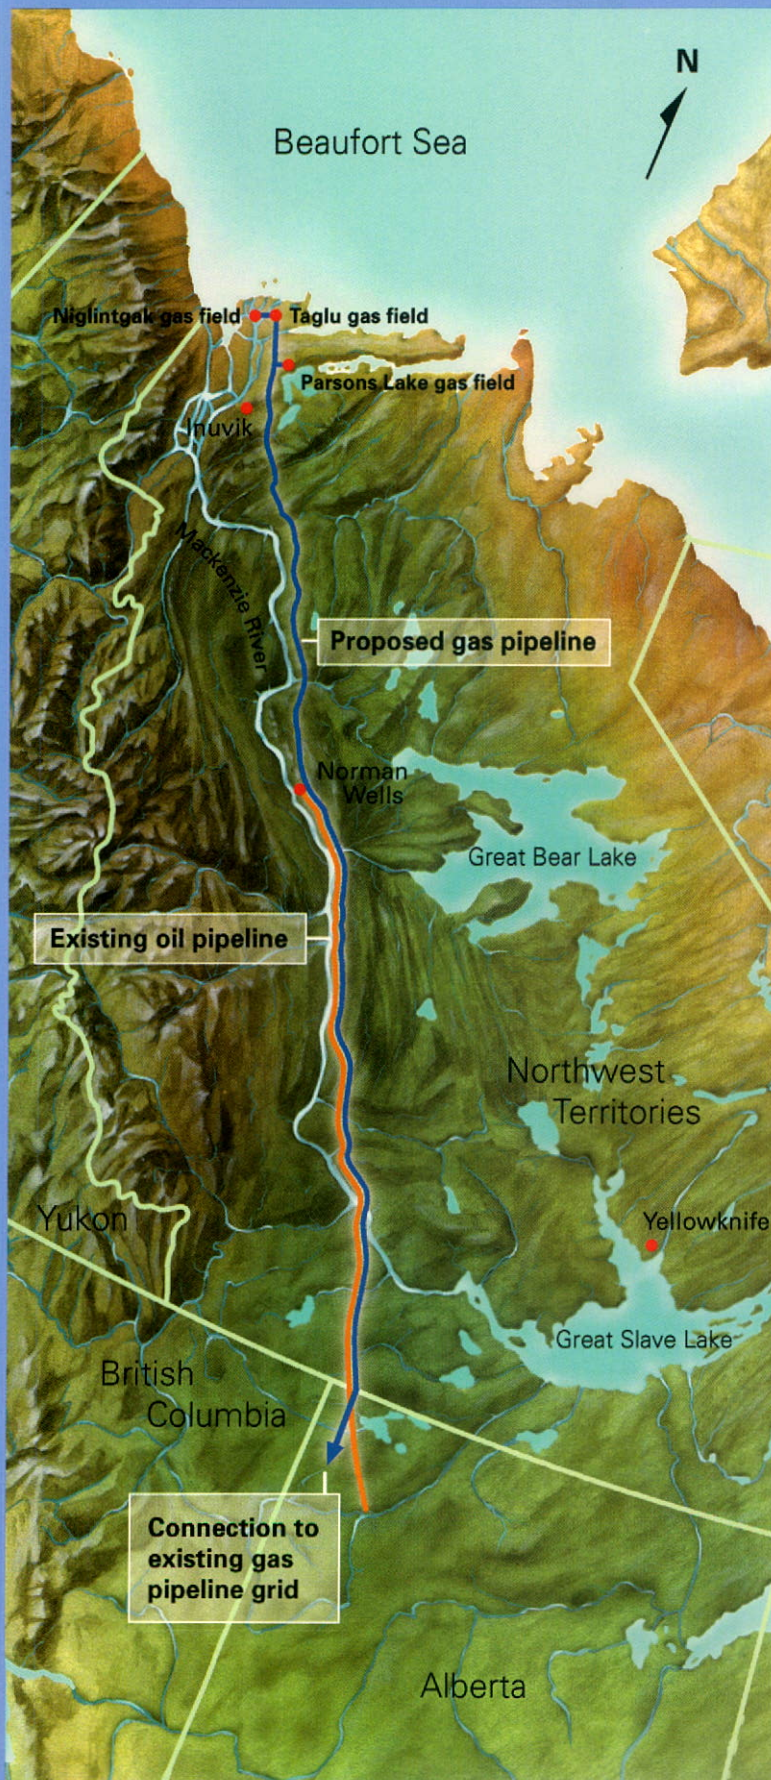 N
Beaufort Sea
Niglintgak gas field
Taglu gas field
Parsons Lake gas field
Inuvik
Mackenzie River
Proposed gas pipeline
Norman
Wells
Great Bear Lake
Existing oil pipeline
Northwest
Territories
Yukon
Yellowknife
Great Slave Lake
British
Columbia
Connection to
existing gas
pipeline grid
Alberta